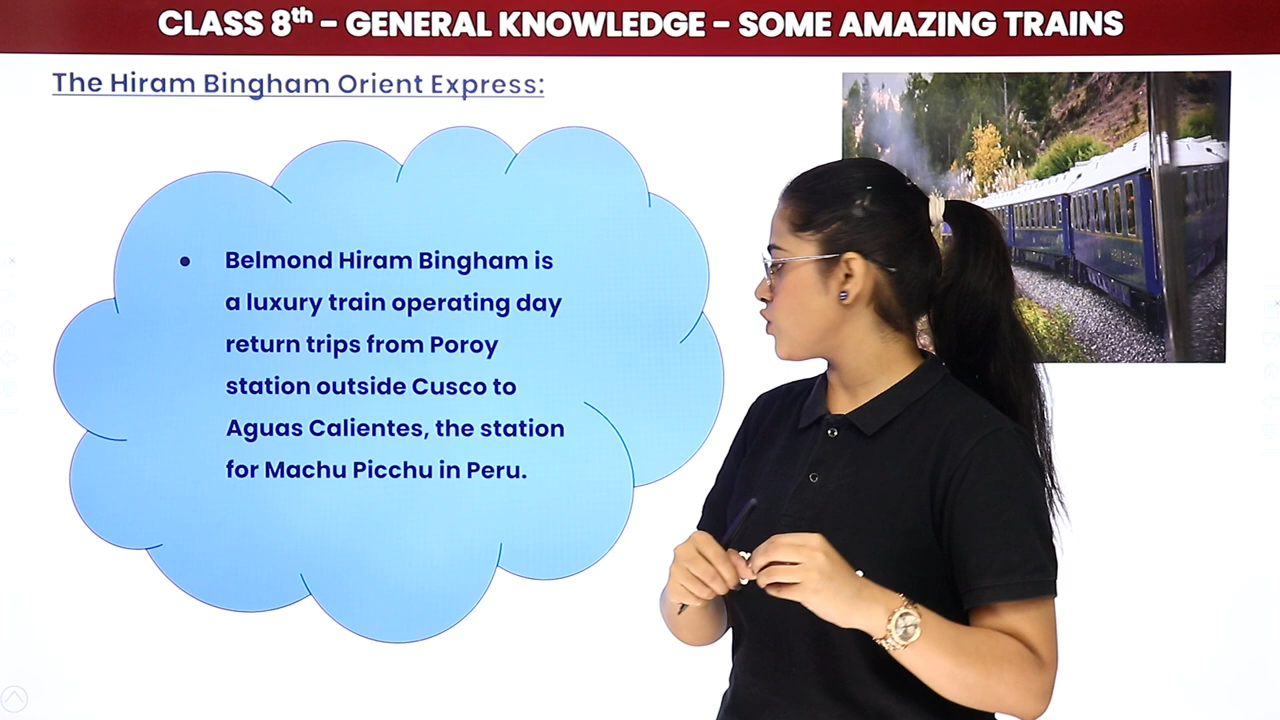 CLASS 8th – GENERAL KNOWLEDGE – SOME AMAZING TRAINS
The Hiram Bingham Orient Express:
• Belmond Hiram Bingham is
a luxury train operating day
return trips from Poroy
station outside Cusco to
Aguas Calientes, the station
for Machu Picchu in Peru.